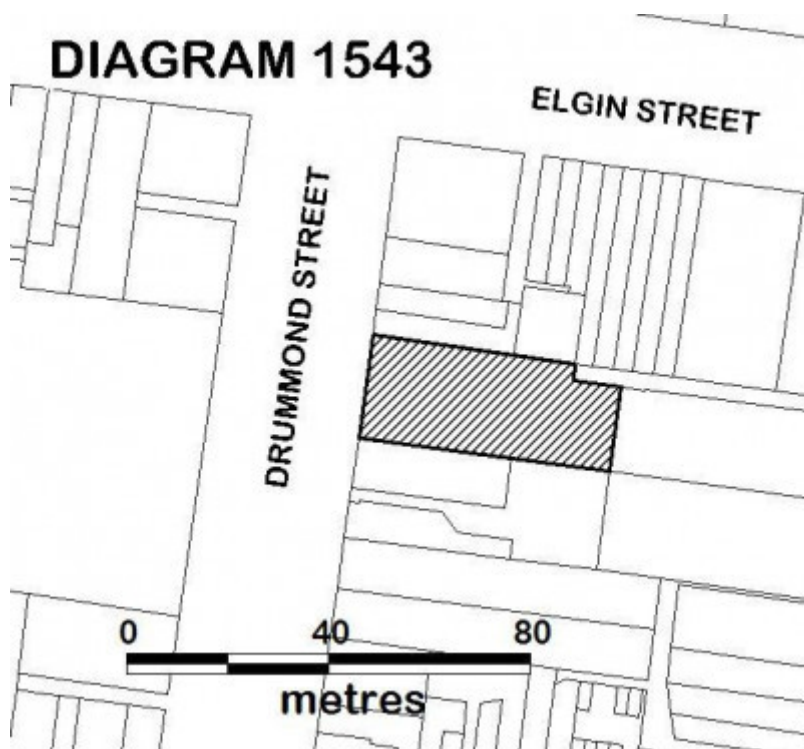 DIAGRAM 1543
ELGIN STREET
DRUMMOND STREET
0 40 80
metres